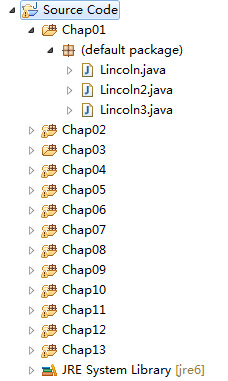 Source Code
Chap01
(default package)
Lincoln.java
Lincoln2.java
Lincoln3.java
Chap02
Chap03
Chap04
Chap05
Chap06
Chap07
Chap08
Chap09
Chap10
Chap11
Chap12
Chap13
JRE System Library [jre6]